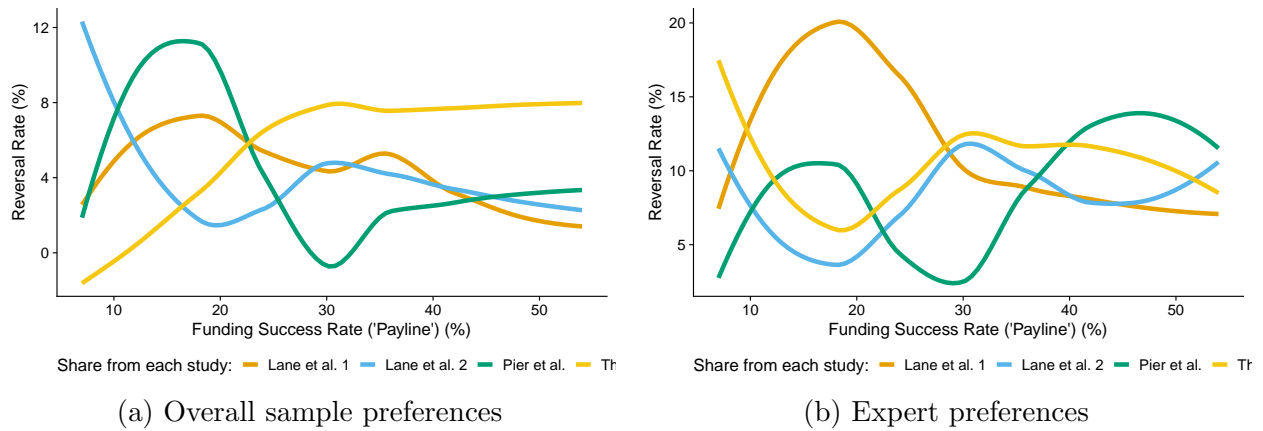 Reversal Rate (%)
12
8
4
0
10 20 30 40 50
Funding Success Rate ('Payline') (%)
Share from each study: Lane et al. 1 Lane et al. 2 Pier et al. Th
(a) Overall sample preferences
Reversal Rate (%)
20
15
10
5
10 20 30 40 50
Funding Success Rate ('Payline') (%)
Share from each study: Lane et al. 1 Lane et al. 2 Pier et al. Th
(b) Expert preferences